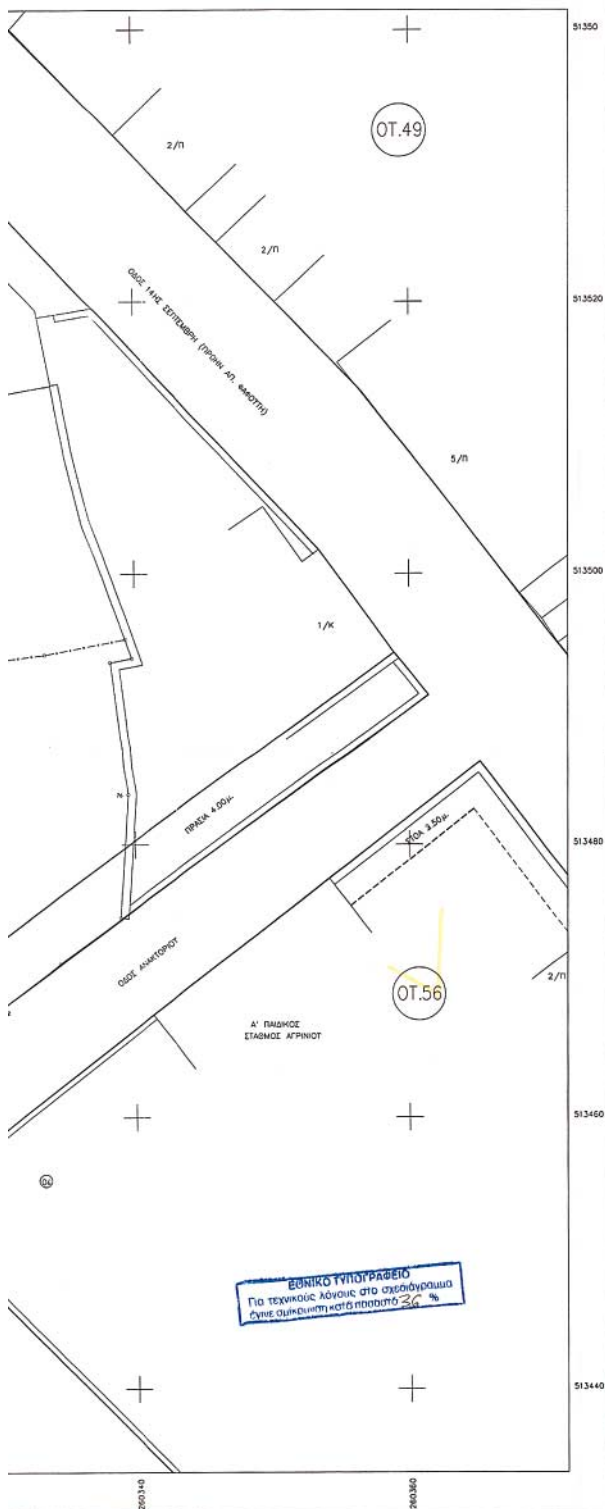 51350
ΟΤ.49
2/Π
2/Π
513520
ΟΔΟΣ 14ΗΣ ΣΕΠΤΕΜΒΡΗ (ΠΡΩΗΝ ΑΠ. ΦΑΦΟΥΤΗ)
5/Π
513500
1/Κ
ΠΡΑΣΙΑ 4.00μ.
ΣΤΟΑ 3.50μ.
513480
ΟΔΟΣ ΑΝΑΚΤΟΡΙΟΥ
ΟΤ.56
2/Π
Α' ΠΑΙΔΙΚΟΣ
ΣΤΑΘΜΟΣ ΑΓΡΙΝΙΟΥ
513460
04
ΕΘΝΙΚΟ ΤΥΠΟΓΡΑΦΕΙΟ
Για τεχνικούς λόγους στο σχεδιάγραμμα
έγινε σμίκρυνση κατά ποσοστό 36 %
513440
260340
260360